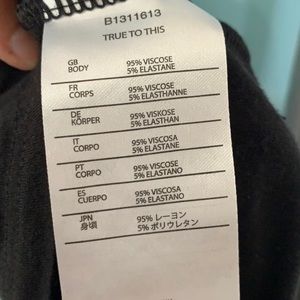 B1311613
TRUE TO THIS
GB 95% VISCOSE
BODY 5% ELASTANE
FR 95% VISCOSE
CORPS 5% ELASTHANNE
DE 95% VISKOSE
KÖRPER 5% ELASTHAN
IT 95% VISCOSA
CORPO 5% ELASTANE
PT 95% VISCOSE
CORPO 5% ELASTANO
ES 95% VISCOSA
CUERPO 5% ELASTANO
JPN 95% レーヨン
身頃 5% ポリウレタン